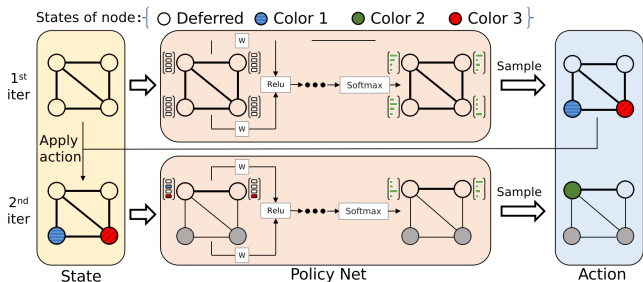 States of node: Deferred Color 1 Color 2 Color 3
1st iter
W
Relu
Softmax
W
Sample
Apply action
2nd iter
W
Relu
Softmax
W
Sample
State
Policy Net
Action